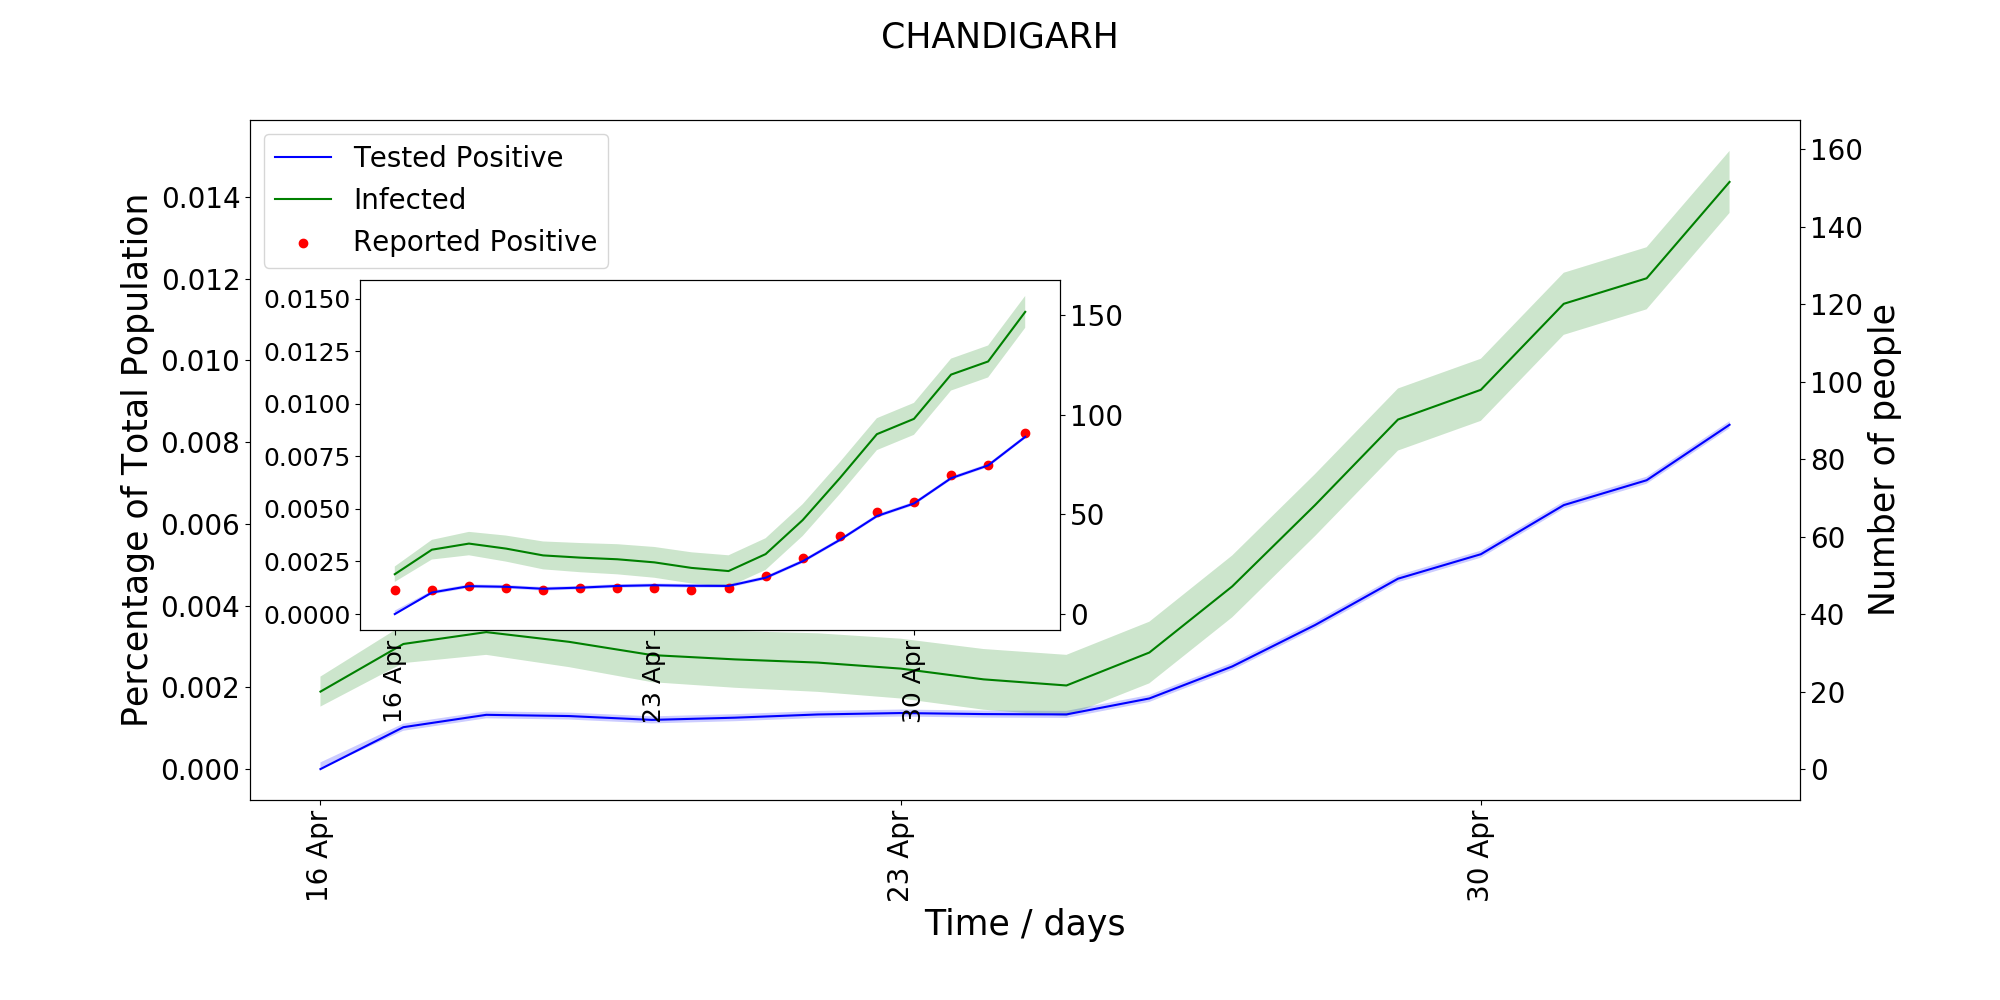 CHANDIGARH
Tested Positive
Infected
Reported Positive
Percentage of Total Population
0.014
0.012
0.010
0.008
0.006
0.004
0.002
0.000
0.0150
0.0125
0.0100
0.0075
0.0050
0.0025
0.0000
150
100
50
0
16 Apr
23 Apr
30 Apr
160
140
120
100
80
60
40
20
0
Number of people
16 Apr
23 Apr
30 Apr
Time / days